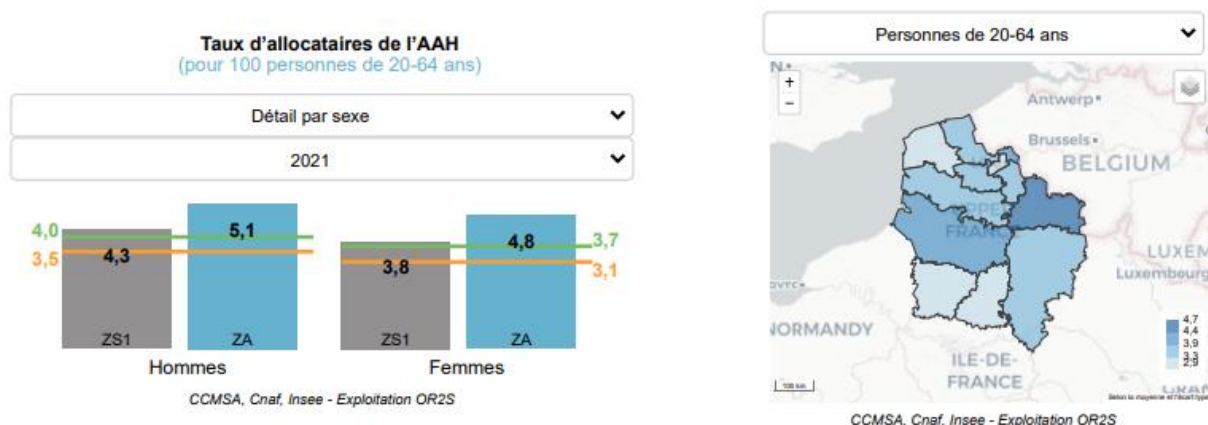 Taux d'allocataires de l'AAH
(pour 100 personnes de 20-64 ans)
Détail par sexe
2021
4,0
3,5
4,3
5,1
3,8
4,8
3,7
3,1
ZS1
ZA
ZS1
ZA
Hommes
Femmes
CCMSA, Cnaf, Insee - Exploitation OR2S
Personnes de 20-64 ans
+
−
Antwerp
Brussels
BELGIUM
FRANC
LUXEM
Luxembourg
NORMANDY
ILE-DE-
FRANCE
4,7
4,4
3,9
3,3
2,9
100 km
CCMSA, Cnaf, Insee - Exploitation OR2S